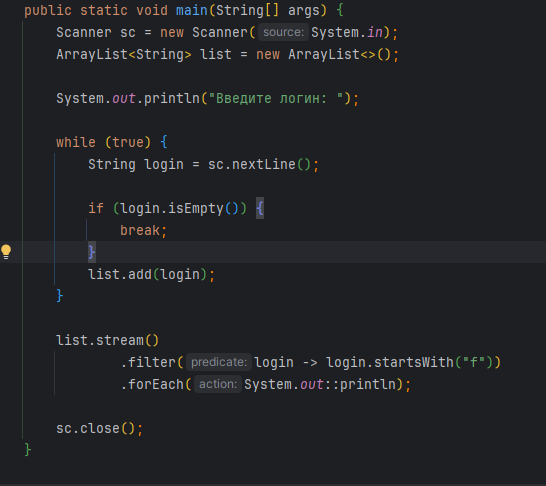 public static void main(String[] args) {
Scanner sc = new Scanner( source: System.in);
ArrayList<String> list = new ArrayList<>();
System.out.println("Введите логин: ");
while (true) {
String login = sc.nextLine();
if (login.isEmpty()) {
break;
}
list.add(login);
}
list.stream()
.filter( predicate: login -> login.startsWith("f"))
.forEach( action: System.out::println);
sc.close();
}